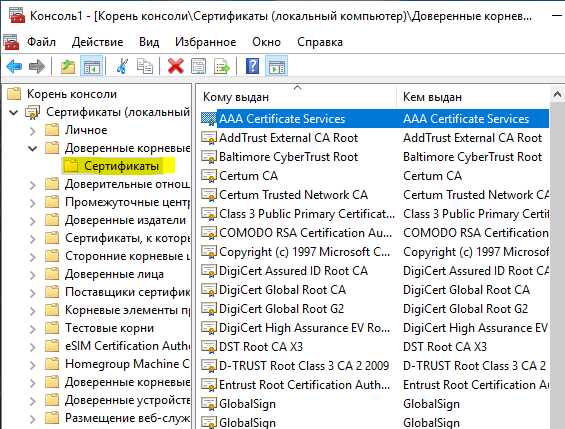 Консоль1 - [Корень консоли\Сертификаты (локальный компьютер)\Доверенные корнев...
Файл Действие Вид Избранное Окно Справка
Корень консоли
Сертификаты (локальный
Личное
Доверенные корневые
Сертификаты
Доверительные отнош
Промежуточные центр
Доверенные издатели
Сертификаты, к которы
Сторонние корневые ц
Доверенные лица
Поставщики сертифик
Корневые элементы пр
Тестовые корни
eSIM Certification Autho
Homegroup Machine C
Доверенные корневые
Доверенные устройств
Размещение веб-служ
Кому выдан Кем выдан
AAA Certificate Services AAA Certificate Services
AddTrust External CA Root AddTrust External CA Root
Baltimore CyberTrust Root Baltimore CyberTrust Root
Certum CA Certum CA
Certum Trusted Network CA Certum Trusted Network CA
Class 3 Public Primary Certificat... Class 3 Public Primary Certificatio
COMODO RSA Certification Au... COMODO RSA Certification Auth
Copyright (c) 1997 Microsoft C... Copyright (c) 1997 Microsoft Cor
DigiCert Assured ID Root CA DigiCert Assured ID Root CA
DigiCert Global Root CA DigiCert Global Root CA
DigiCert Global Root G2 DigiCert Global Root G2
DigiCert High Assurance EV Ro... DigiCert High Assurance EV Root
DST Root CA X3 DST Root CA X3
D-TRUST Root Class 3 CA 2 2009 D-TRUST Root Class 3 CA 2 2009
Entrust Root Certification Auth... Entrust Root Certification Author
GlobalSign GlobalSign
GlobalSign GlobalSign